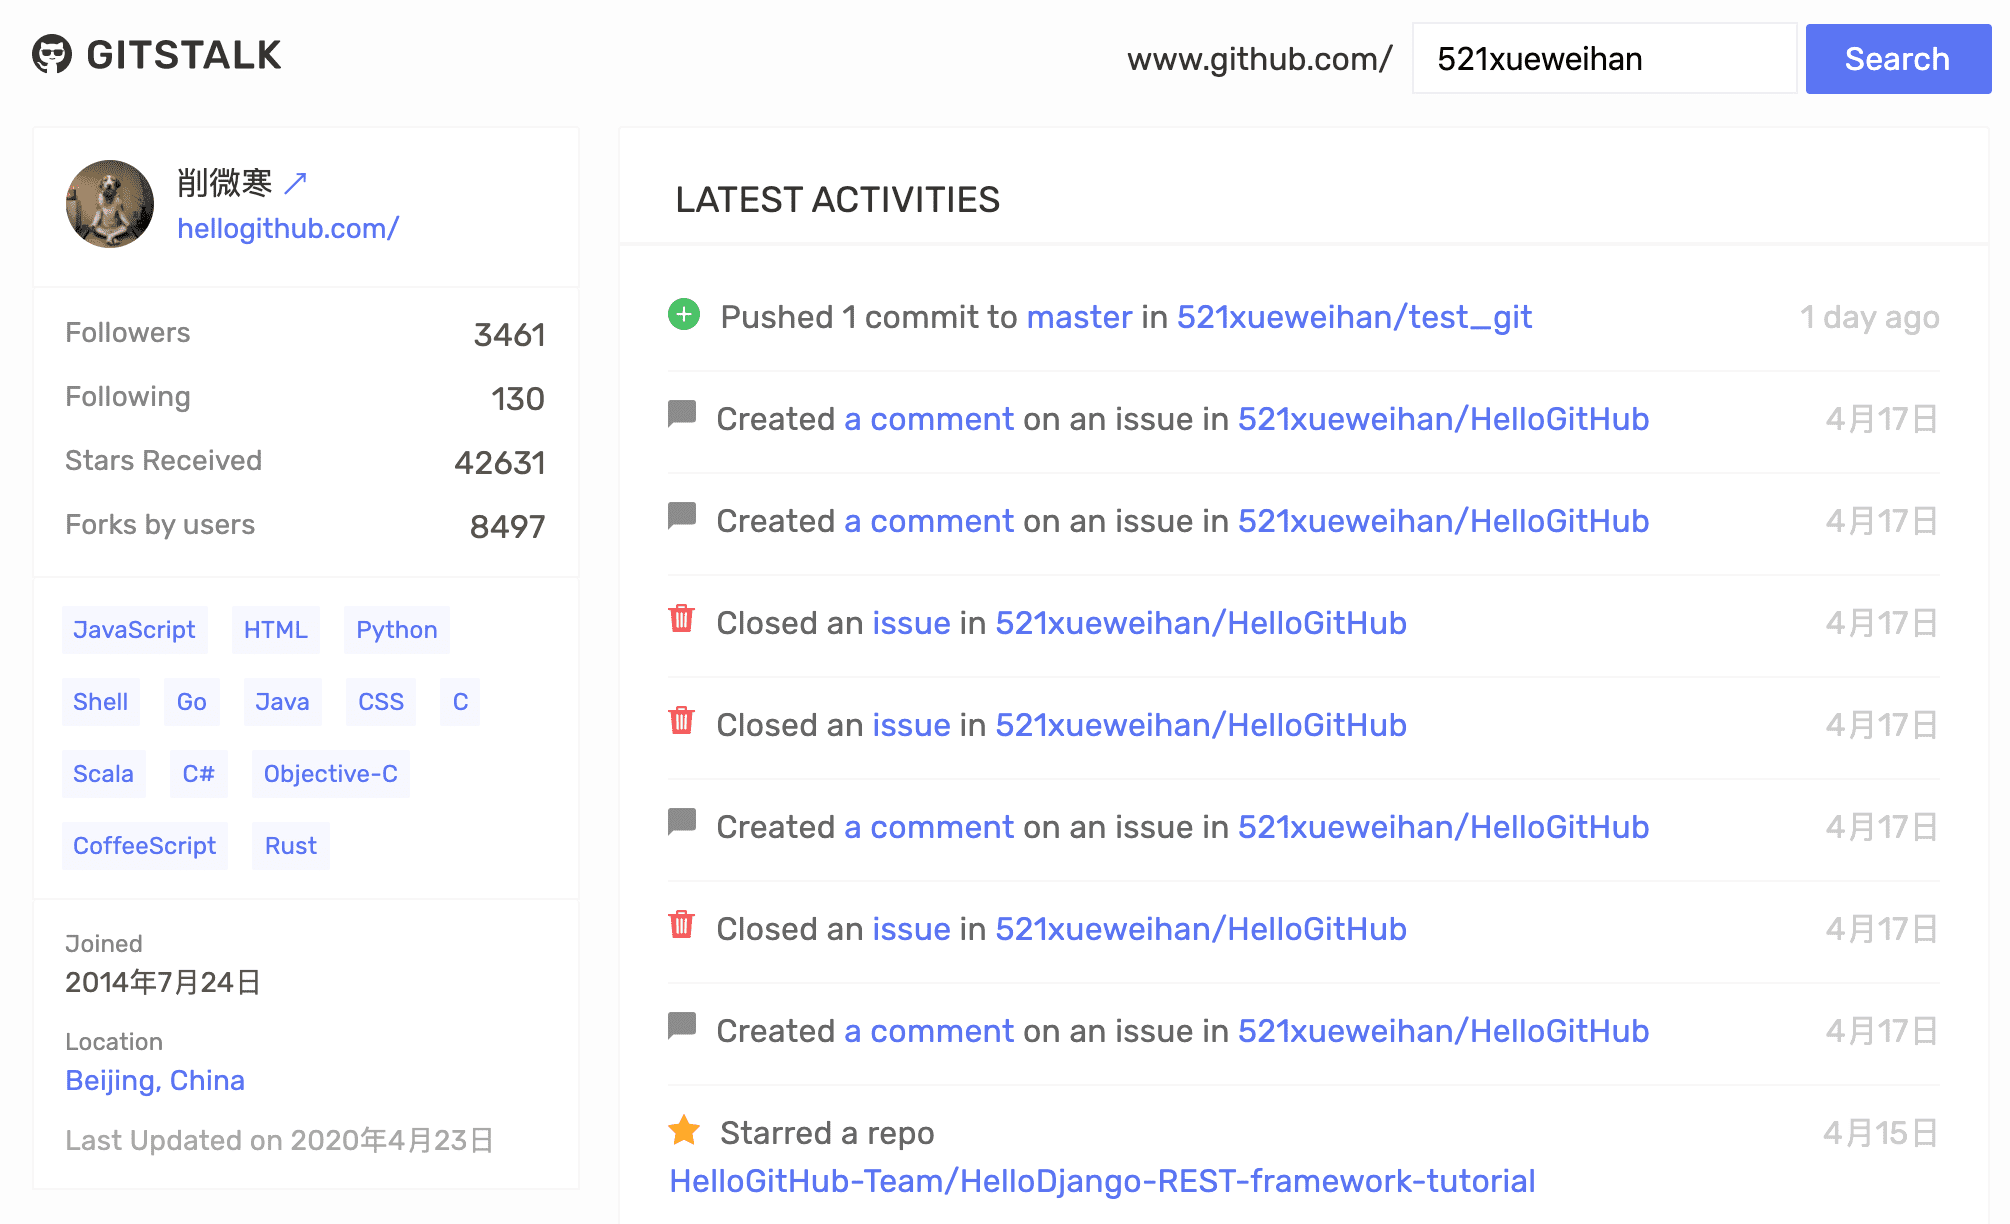 GITSTALK
www.github.com/ 521xueweihan Search
削微寒
hellogithub.com/
Followers 3461
Following 130
Stars Received 42631
Forks by users 8497
JavaScript HTML Python
Shell Go Java CSS C
Scala C# Objective-C
CoffeeScript Rust
Joined
2014年7月24日
Location
Beijing, China
Last Updated on 2020年4月23日
LATEST ACTIVITIES
Pushed 1 commit to master in 521xueweihan/test_git 1 day ago
Created a comment on an issue in 521xueweihan/HelloGitHub 4月17日
Created a comment on an issue in 521xueweihan/HelloGitHub 4月17日
Closed an issue in 521xueweihan/HelloGitHub 4月17日
Closed an issue in 521xueweihan/HelloGitHub 4月17日
Created a comment on an issue in 521xueweihan/HelloGitHub 4月17日
Closed an issue in 521xueweihan/HelloGitHub 4月17日
Created a comment on an issue in 521xueweihan/HelloGitHub 4月17日
Starred a repo 4月15日
HelloGitHub-Team/HelloDjango-REST-framework-tutorial